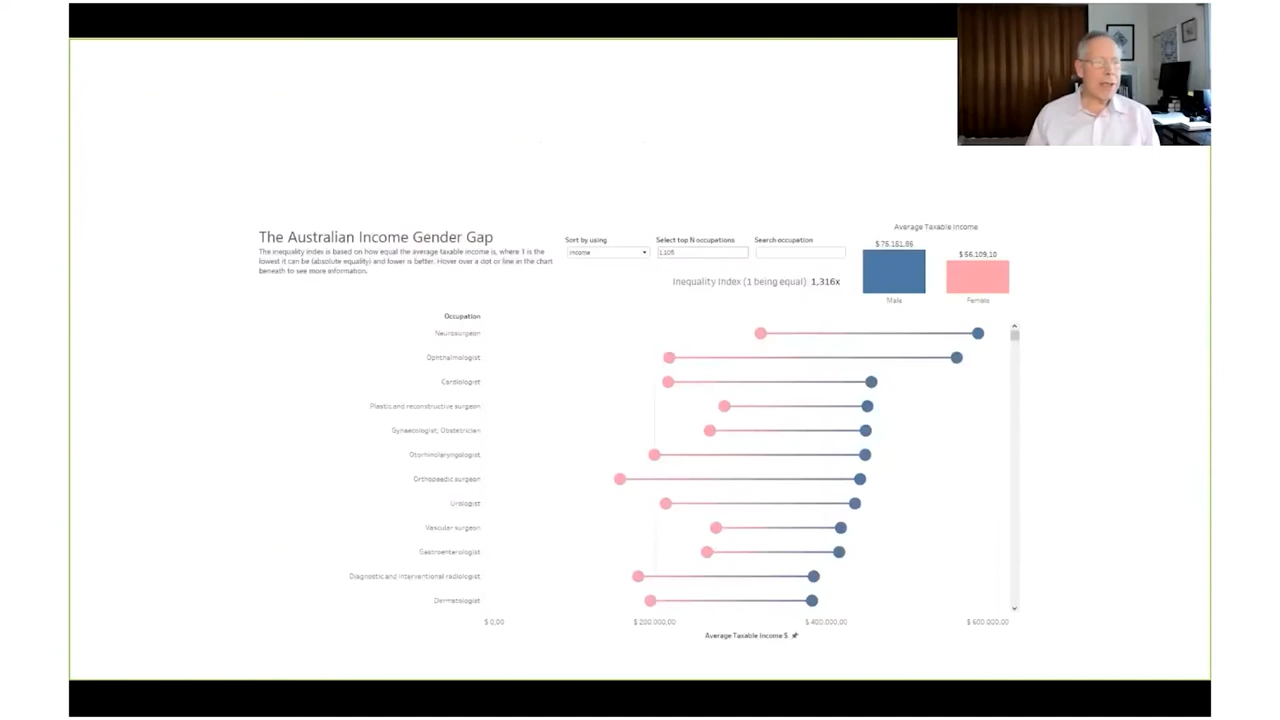 The Australian Income Gender Gap
The inequality index is based on how equal the average taxable income is, where 1 is the
lowest it can be (absolute equality) and lower is better. Hover over a dot or line in the chart
beneath to see more information.
Sort by using
Income
Select top N occupations
1.105
Search occupation
Inequality Index (1 being equal) 1,316x
Average Taxable Income
$ 56.109,10
Male
Female
Occupation
Neurosurgeon
Ophthalmologist
Cardiologist
Plastic and reconstructive surgeon
Gynaecologist; Obstetrician
Otorhinolaryngologist
Orthopaedic surgeon
Urologist
Vascular surgeon
Gastroenterologist
Diagnostic and interventional radiologist
Dermatologist
$ 0,00
$ 200.000,00
$ 400.000,00
$ 600.000,00
Average Taxable Income $